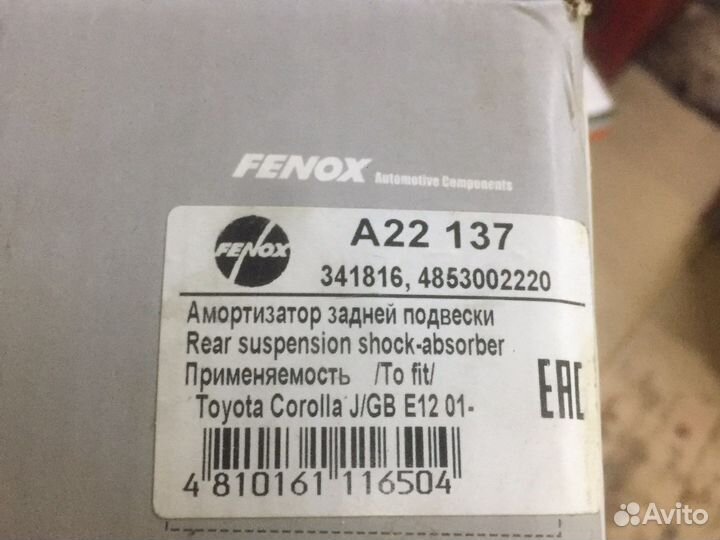 FENOX Automotive Components
FENOX
A22 137
341816, 4853002220
Амортизатор задней подвески
Rear suspension shock-absorber
Применяемость /To fit/
Toyota Corolla J/GB E12 01-
EAC
4 810161 116504
Avito